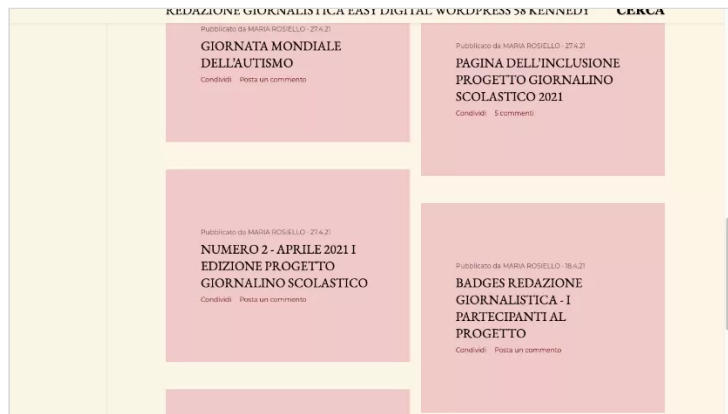 REDAZIONE GIORNALISTICA EASY DIGITAL WORDPRESS 58 KENNEDY CERCA
Pubblicato da MARIA ROSIELLO - 27.4.21
GIORNATA MONDIALE
DELL'AUTISMO
Condividi Posta un commento
Pubblicato da MARIA ROSIELLO - 27.4.21
PAGINA DELL'INCLUSIONE
PROGETTO GIORNALINO
SCOLASTICO 2021
Condividi 5 commenti
Pubblicato da MARIA ROSIELLO - 27.4.21
NUMERO 2 - APRILE 2021 I
EDIZIONE PROGETTO
GIORNALINO SCOLASTICO
Condividi Posta un commento
Pubblicato da MARIA ROSIELLO - 18.4.21
BADGES REDAZIONE
GIORNALISTICA - I
PARTECIPANTI AL
PROGETTO
Condividi Posta un commento